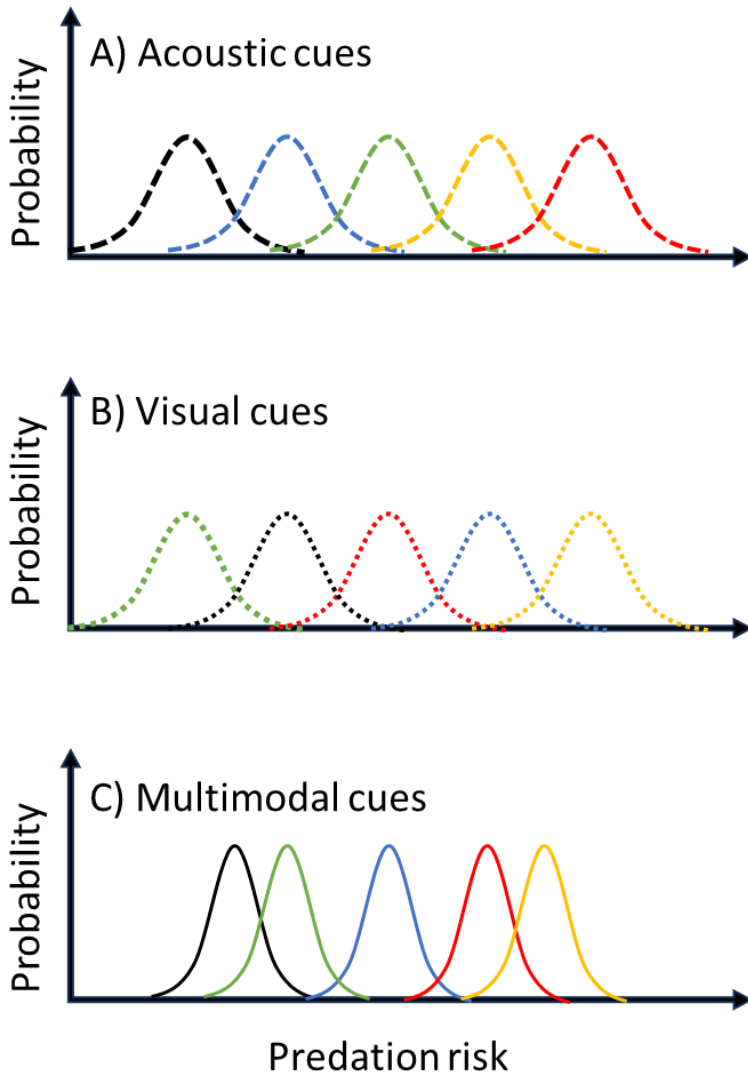 A) Acoustic cues
Probability
B) Visual cues
Probability
C) Multimodal cues
Probability
Predation risk